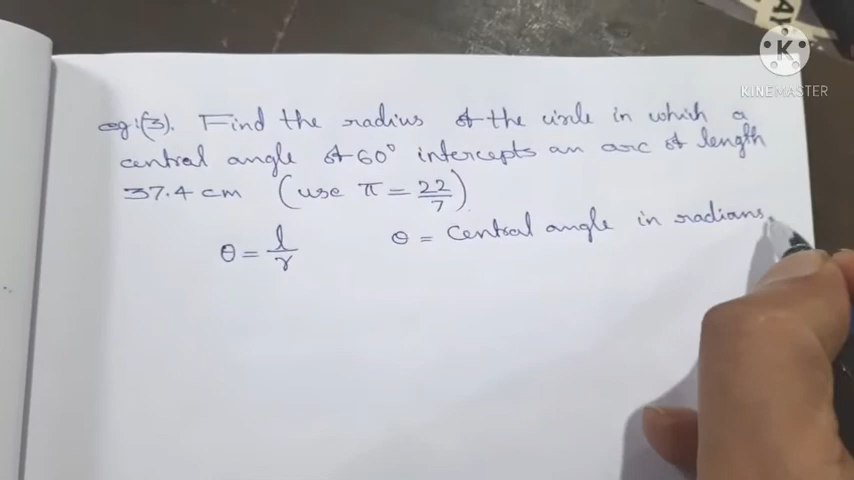 eg:(3). Find the radius of the circle in which a
central angle of 60° intercepts an arc of length
37.4 cm (use π = 22/7)
θ = l/r θ = central angle in radians.
KINEMASTER